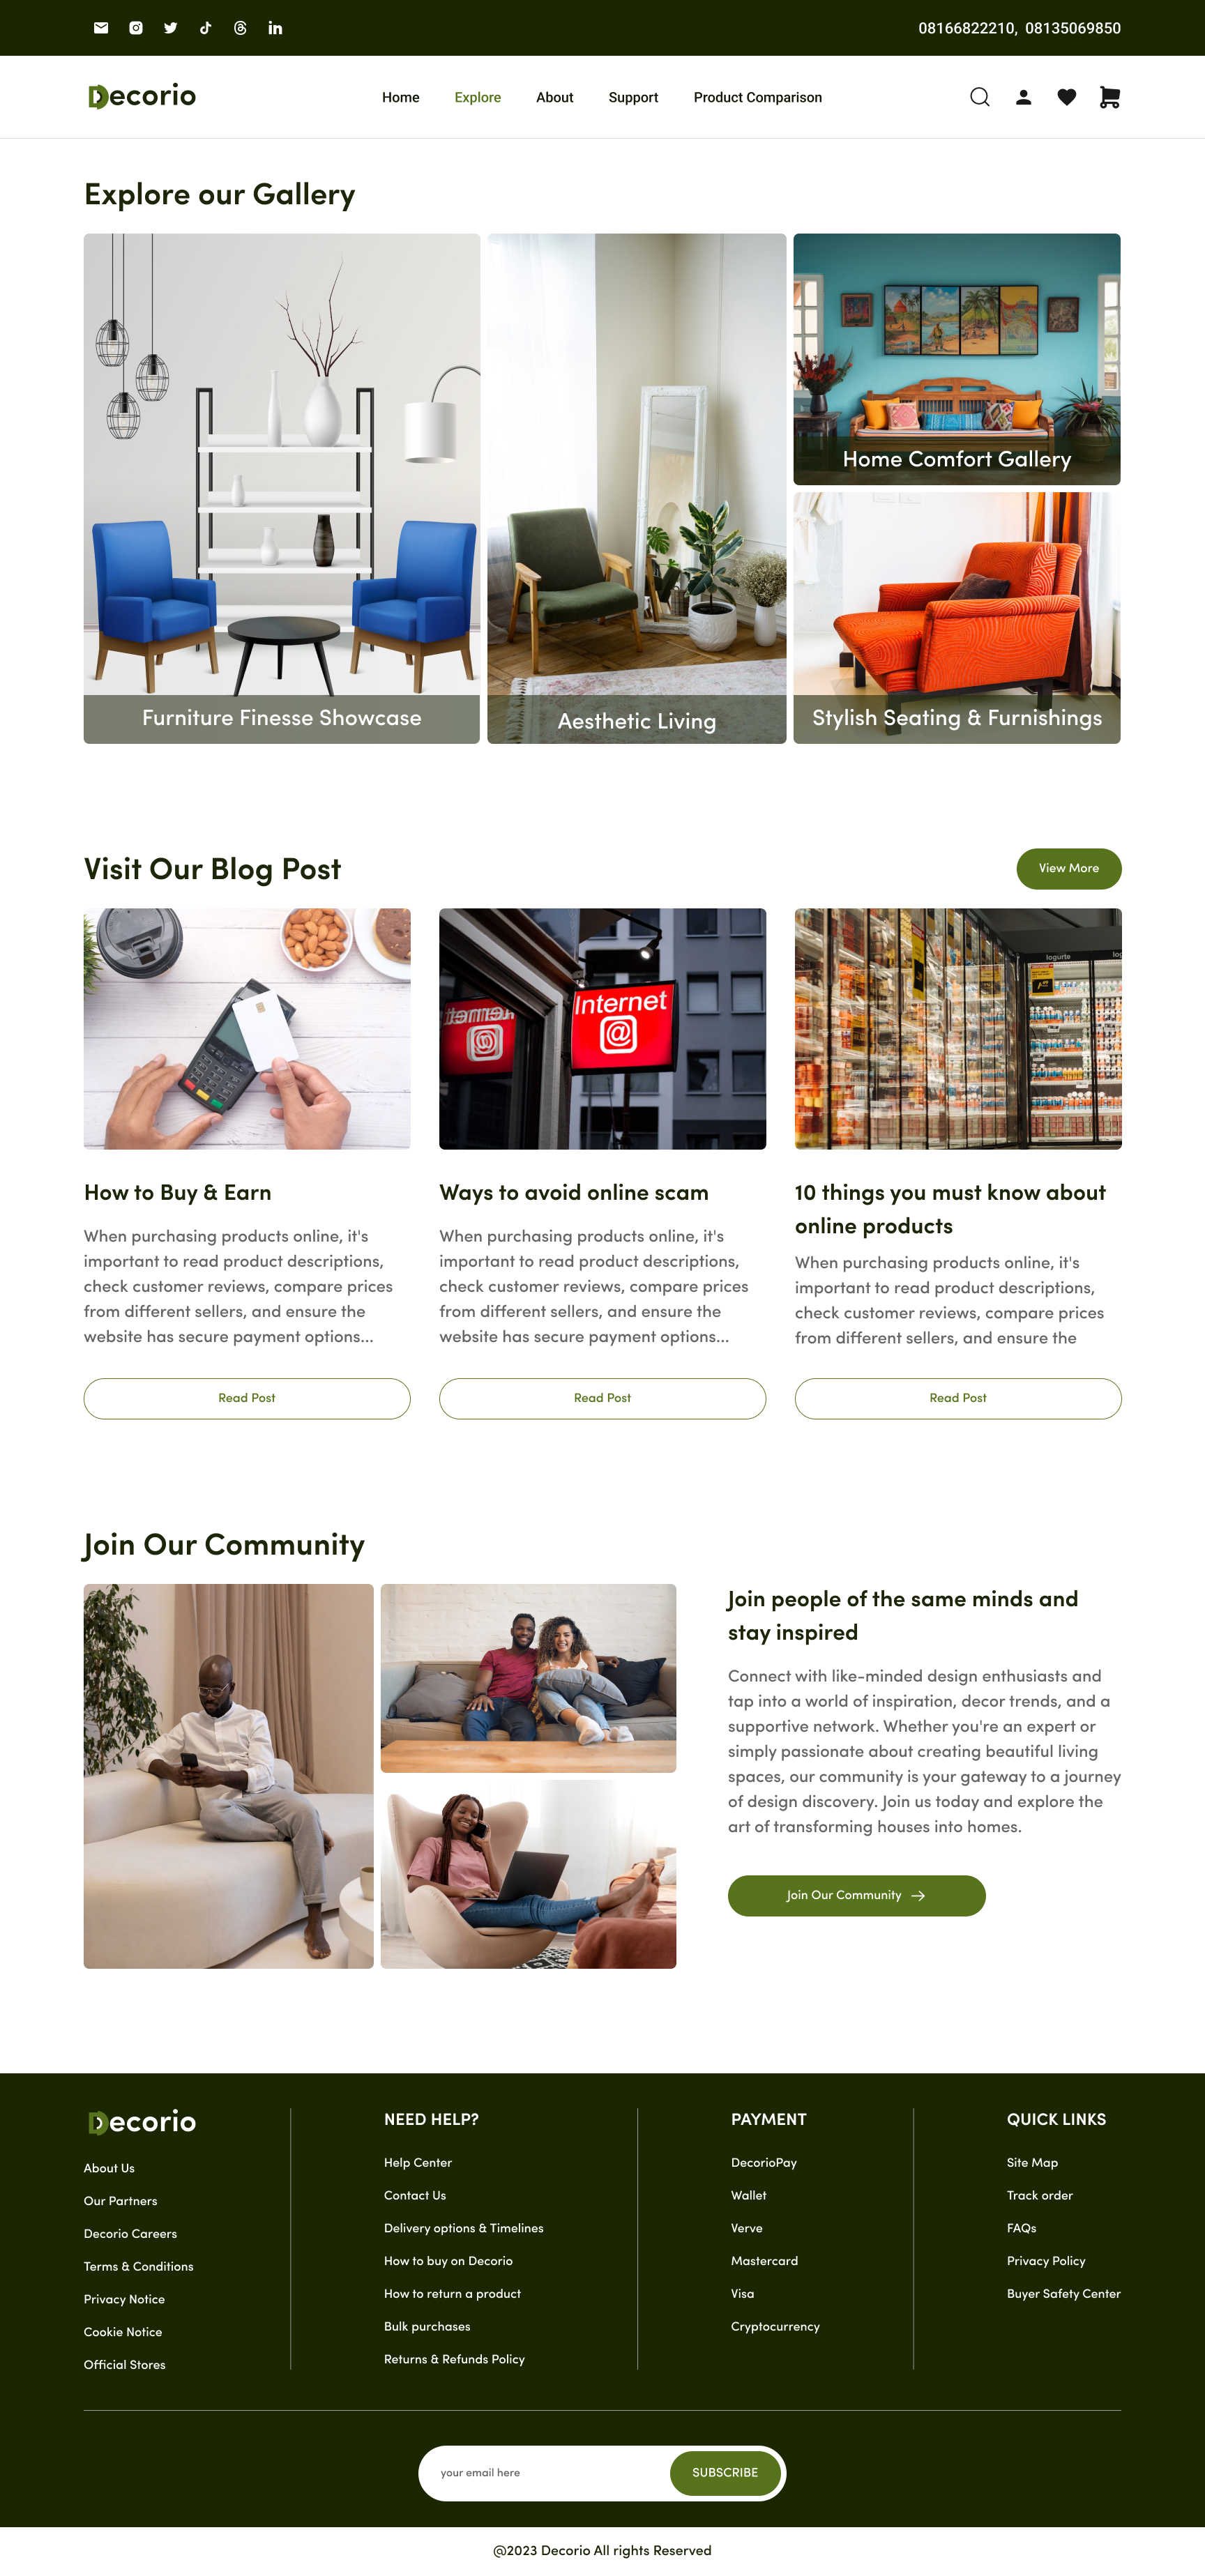 08166822210, 08135069850
Decorio
Home Explore About Support Product Comparison
Explore our Gallery
Furniture Finesse Showcase
Aesthetic Living
Home Comfort Gallery
Stylish Seating & Furnishings
Visit Our Blog Post
View More
Internet
@
iogurte
How to Buy & Earn
When purchasing products online, it's
important to read product descriptions,
check customer reviews, compare prices
from different sellers, and ensure the
website has secure payment options...
Read Post
Ways to avoid online scam
When purchasing products online, it's
important to read product descriptions,
check customer reviews, compare prices
from different sellers, and ensure the
website has secure payment options...
Read Post
10 things you must know about
online products
When purchasing products online, it's
important to read product descriptions,
check customer reviews, compare prices
from different sellers, and ensure the
Read Post
Join Our Community
Join people of the same minds and
stay inspired
Connect with like-minded design enthusiasts and
tap into a world of inspiration, decor trends, and a
supportive network. Whether you're an expert or
simply passionate about creating beautiful living
spaces, our community is your gateway to a journey
of design discovery. Join us today and explore the
art of transforming houses into homes.
Join Our Community
Decorio
About Us
Our Partners
Decorio Careers
Terms & Conditions
Privacy Notice
Cookie Notice
Official Stores
NEED HELP?
Help Center
Contact Us
Delivery options & Timelines
How to buy on Decorio
How to return a product
Bulk purchases
Returns & Refunds Policy
PAYMENT
DecorioPay
Wallet
Verve
Mastercard
Visa
Cryptocurrency
QUICK LINKS
Site Map
Track order
FAQs
Privacy Policy
Buyer Safety Center
your email here
SUBSCRIBE
@2023 Decorio All rights Reserved